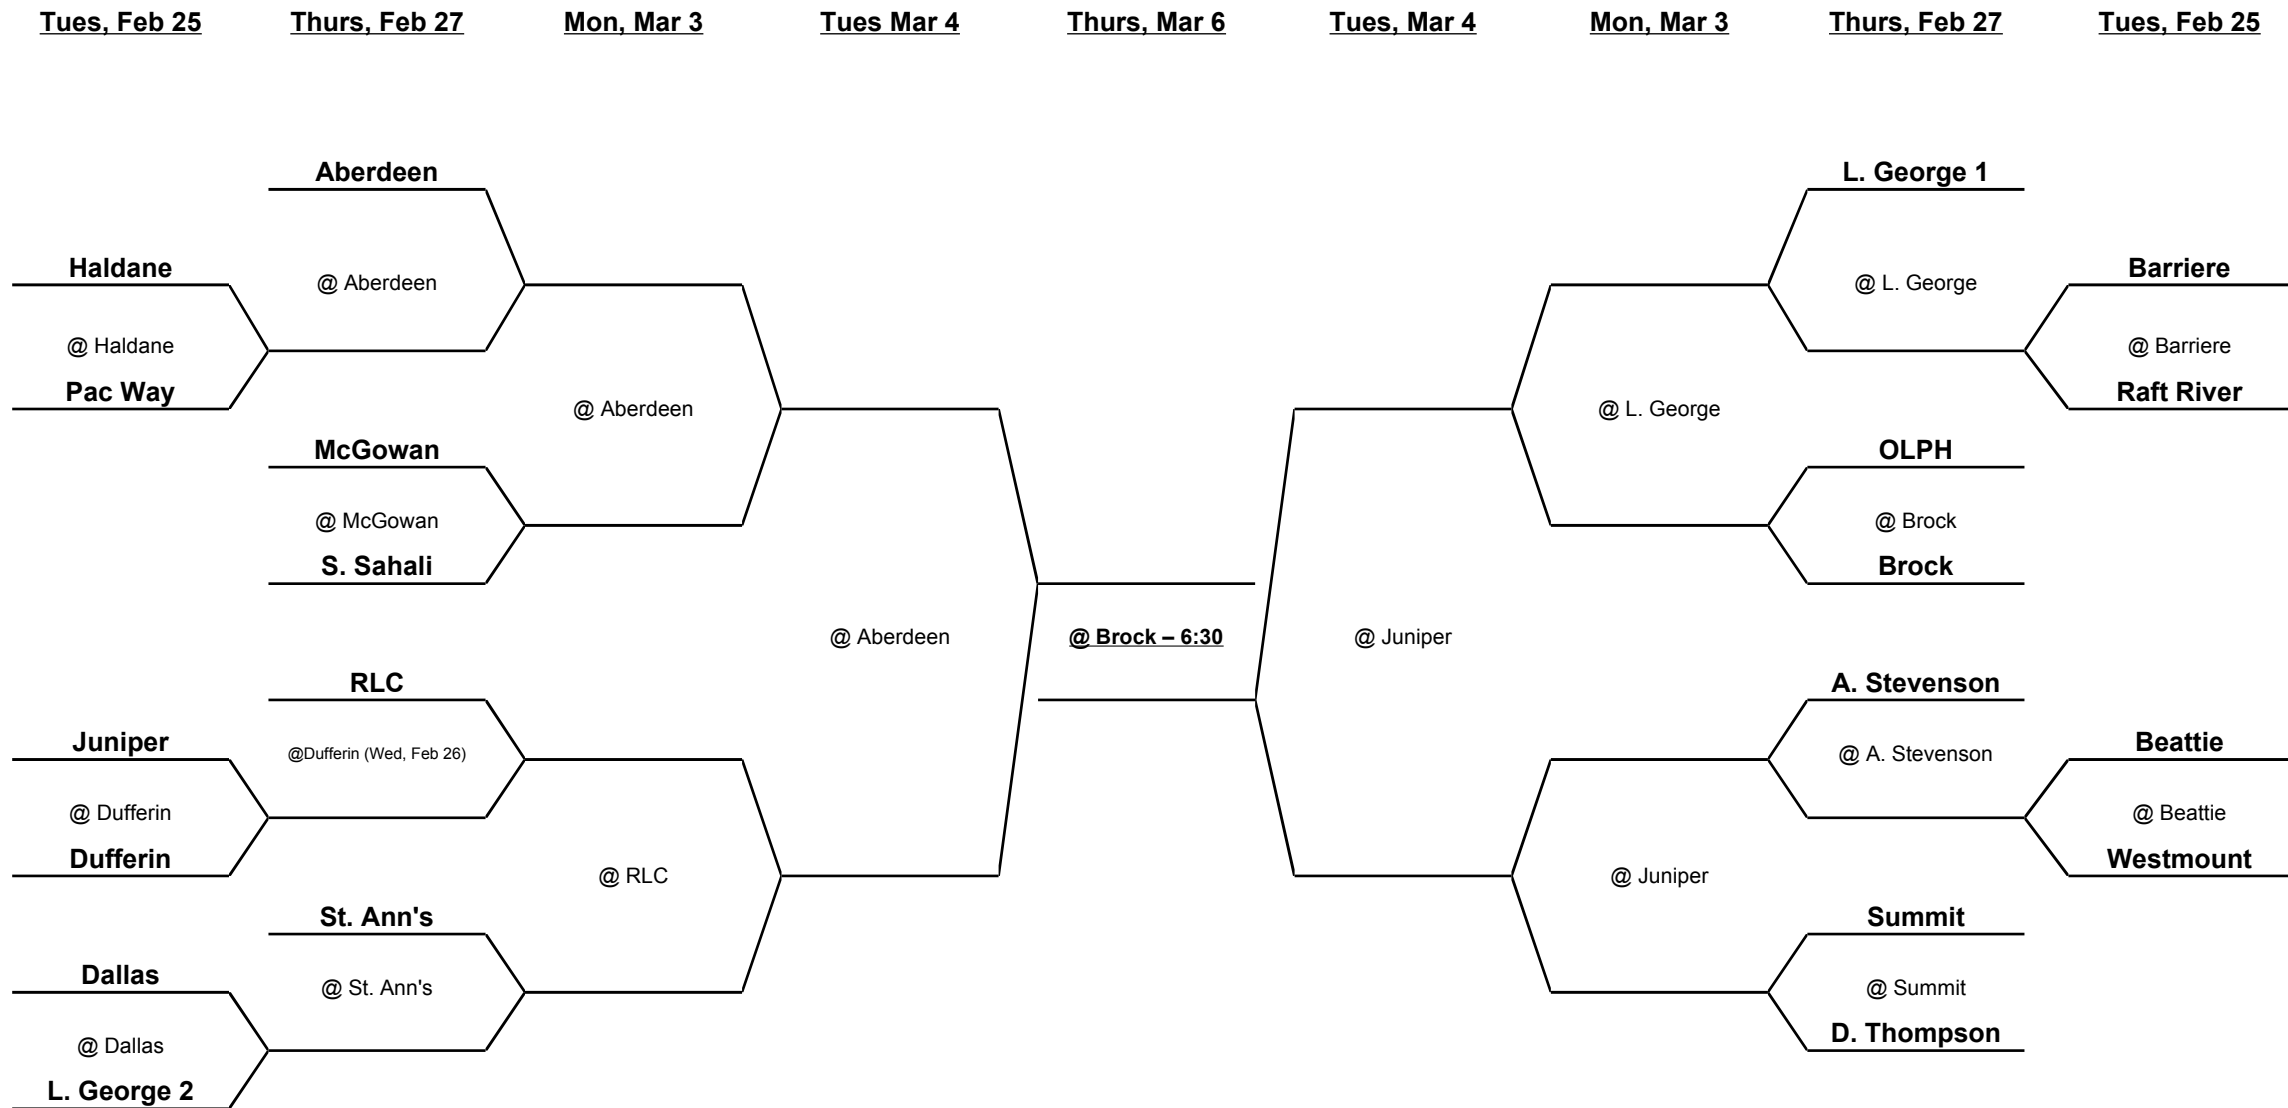 Tues, Feb 25 Thurs, Feb 27 Mon, Mar 3 Tues Mar 4 Thurs, Mar 6 Tues, Mar 4 Mon, Mar 3 Thurs, Feb 27 Tues, Feb 25
Aberdeen L. George 1
Haldane @ Aberdeen @ L. George Barriere
@ Haldane @ Barriere
Pac Way @ Aberdeen @ L. George Raft River
McGowan OLPH
@ McGowan @ Brock
S. Sahali Brock
@ Aberdeen @ Brock – 6:30 @ Juniper
RLC A. Stevenson
Juniper @Dufferin (Wed, Feb 26) @ A. Stevenson Beattie
@ Dufferin @ Beattie
Dufferin @ RLC @ Juniper Westmount
St. Ann's Summit
Dallas @ St. Ann's @ Summit
@ Dallas D. Thompson
L. George 2